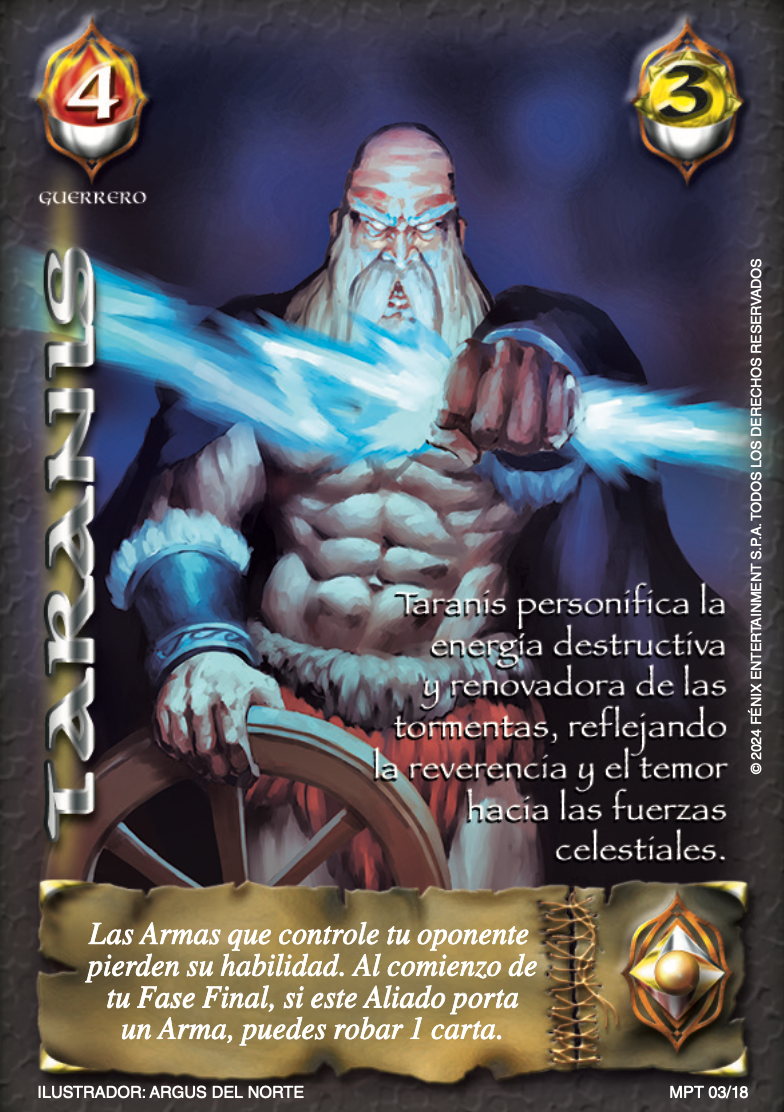 4
3
GUERRERO
TARANIS
Taranis personifica la
energía destructiva
y renovadora de las
tormentas, reflejando
la reverencia y el temor
hacia las fuerzas
celestiales.
© 2024 FÉNIX ENTERTAINMENT S.P.A. TODOS LOS DERECHOS RESERVADOS
Las Armas que controle tu oponente
pierden su habilidad. Al comienzo de
tu Fase Final, si este Aliado porta
un Arma, puedes robar 1 carta.
ILUSTRADOR: ARGUS DEL NORTE
MPT 03/18